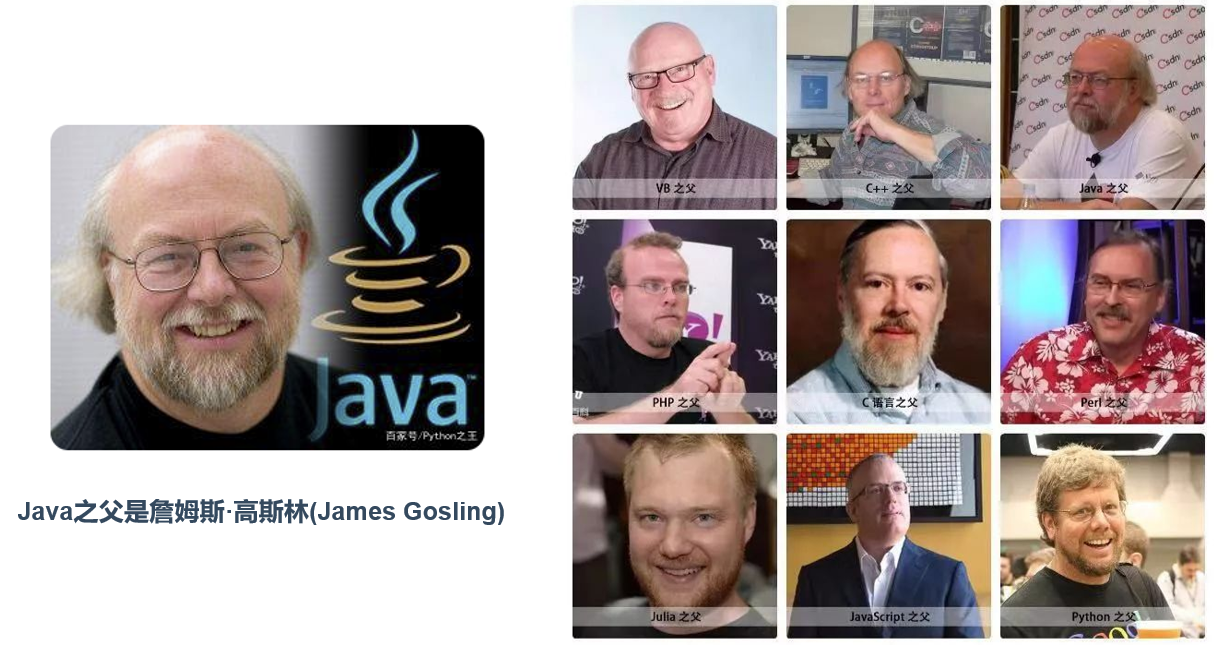 Java™
百家号/Python之王
Java之父是詹姆斯·高斯林(James Gosling)
VB 之父
C++ 之父
Csdn
Java 之父
PHP 之父
C 语言之父
Perl 之父
Julia 之父
JavaScript 之父
Python 之父